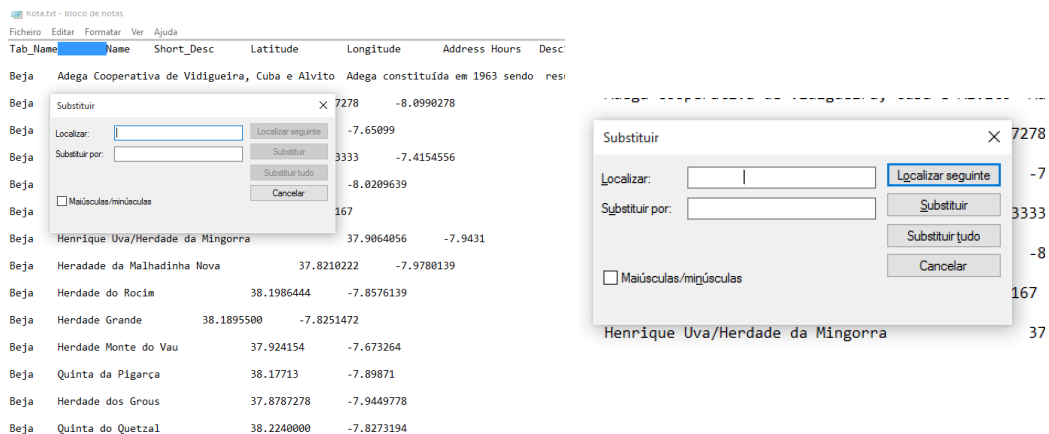 Rota.txt - Bloco de notas
Ficheiro Editar Formatar Ver Ajuda
Tab_Name Name Short_Desc Latitude Longitude Address Hours
Beja Adega Cooperativa de Vidigueira, Cuba e Alvito Adega constituída em 1963 sendo
Beja 7278 -8.0990278
Beja -7.65099
Beja 3333 -7.4154556
Beja -8.0209639
Beja 167
Beja Henrique Uva/Herdade da Mingorra 37.9064056 -7.9431
Beja Heradade da Malhadinha Nova 37.8210222 -7.9780139
Beja Herdade do Rocim 38.1986444 -7.8576139
Beja Herdade Grande 38.1895500 -7.8251472
Beja Herdade Monte do Vau 37.924154 -7.673264
Beja Quinta da Pigarça 38.17713 -7.89871
Beja Herdade dos Grous 37.8787278 -7.9449778
Beja Quinta do Quetzal 38.2240000 -7.8273194
Substituir
Localizar: Localizar seguinte
Substituir por: Substituir
Substituir tudo
Cancelar
Maiúsculas/minúsculas
Substituir
Localizar: Localizar seguinte
Substituir por: Substituir
Substituir tudo
Cancelar
Maiúsculas/minúsculas
7278
-7
3333
-8
167
Henrique Uva/Herdade da Mingorra 37